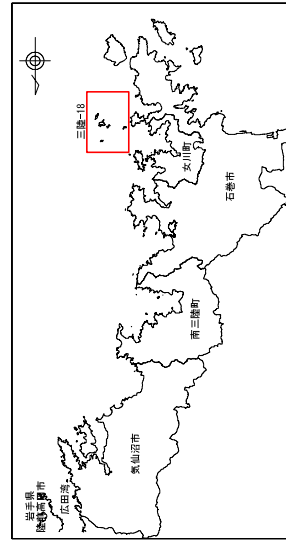 三陸-18
女川町
石巻市
南三陸町
気仙沼市
広田湾
岩手県
陸前高田市